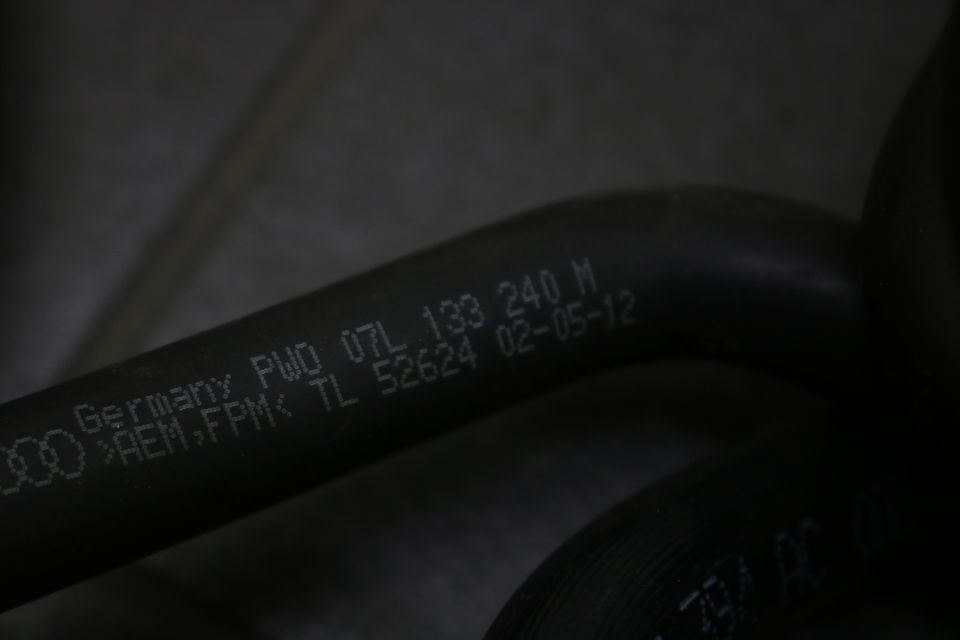 Germany PWO 07L 133 240 M
>AEM,FPM< TL 52624 02-05-12